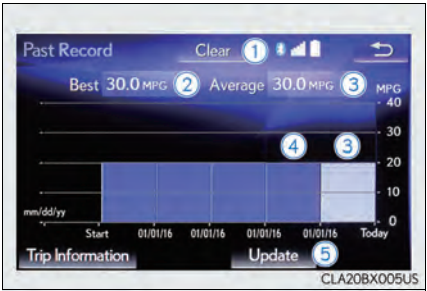 Past Record Clear 1
Best 30.0 MPG 2 Average 30.0 MPG 3 MPG
40
30
4 3
20
10
0
mm/dd/yy
Start 01/01/16 01/01/16 01/01/16 01/01/16 Today
Trip Information Update 5
CLA20BX005US